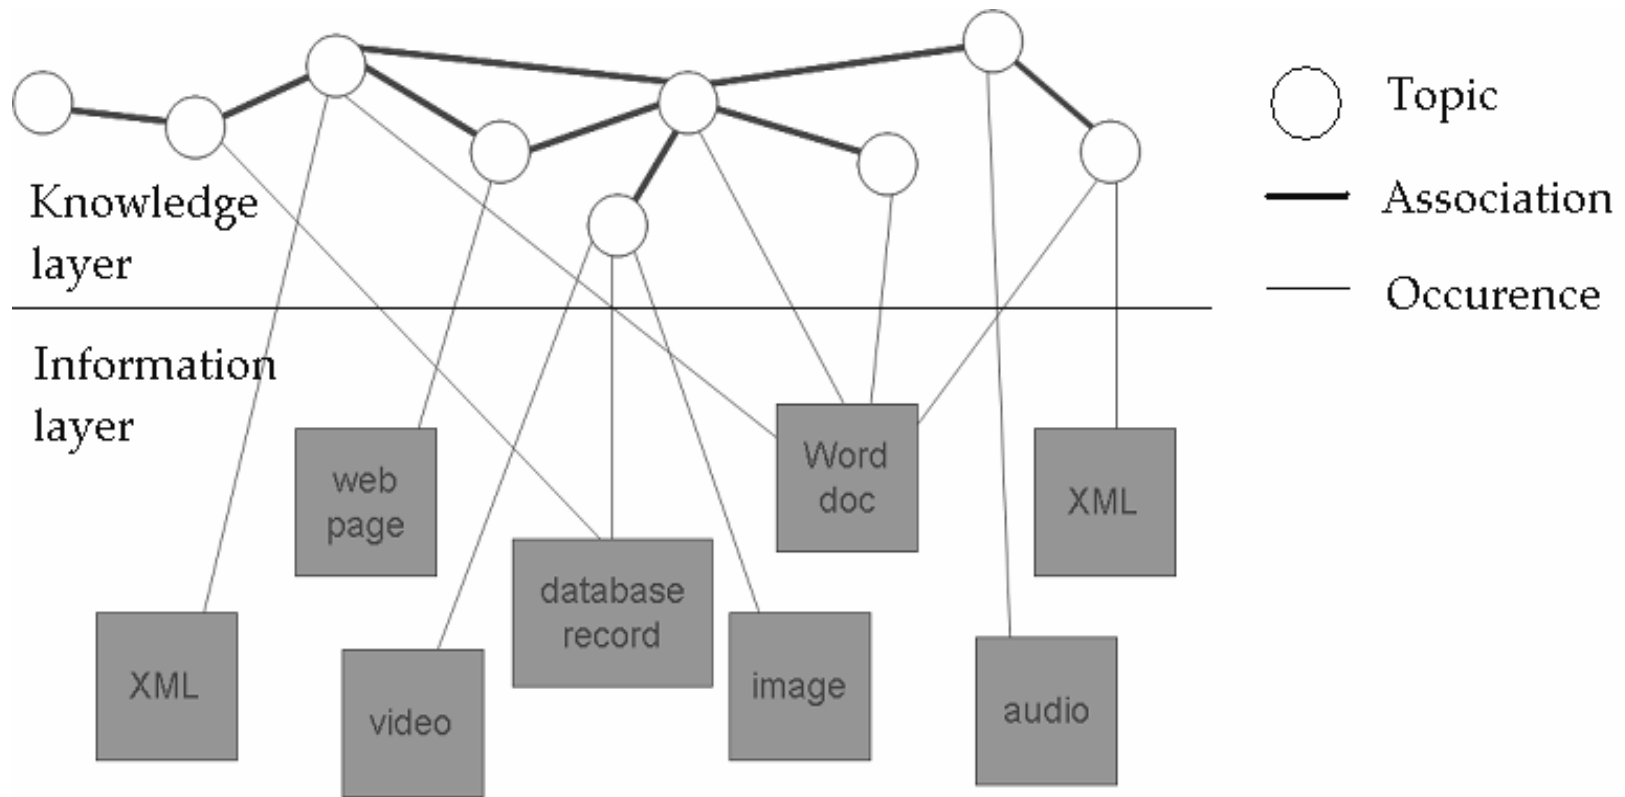 Topic
Knowledge
layer
Association
Occurence
Information
layer
web
page
Word
doc
XML
database
record
XML
video
image
audio